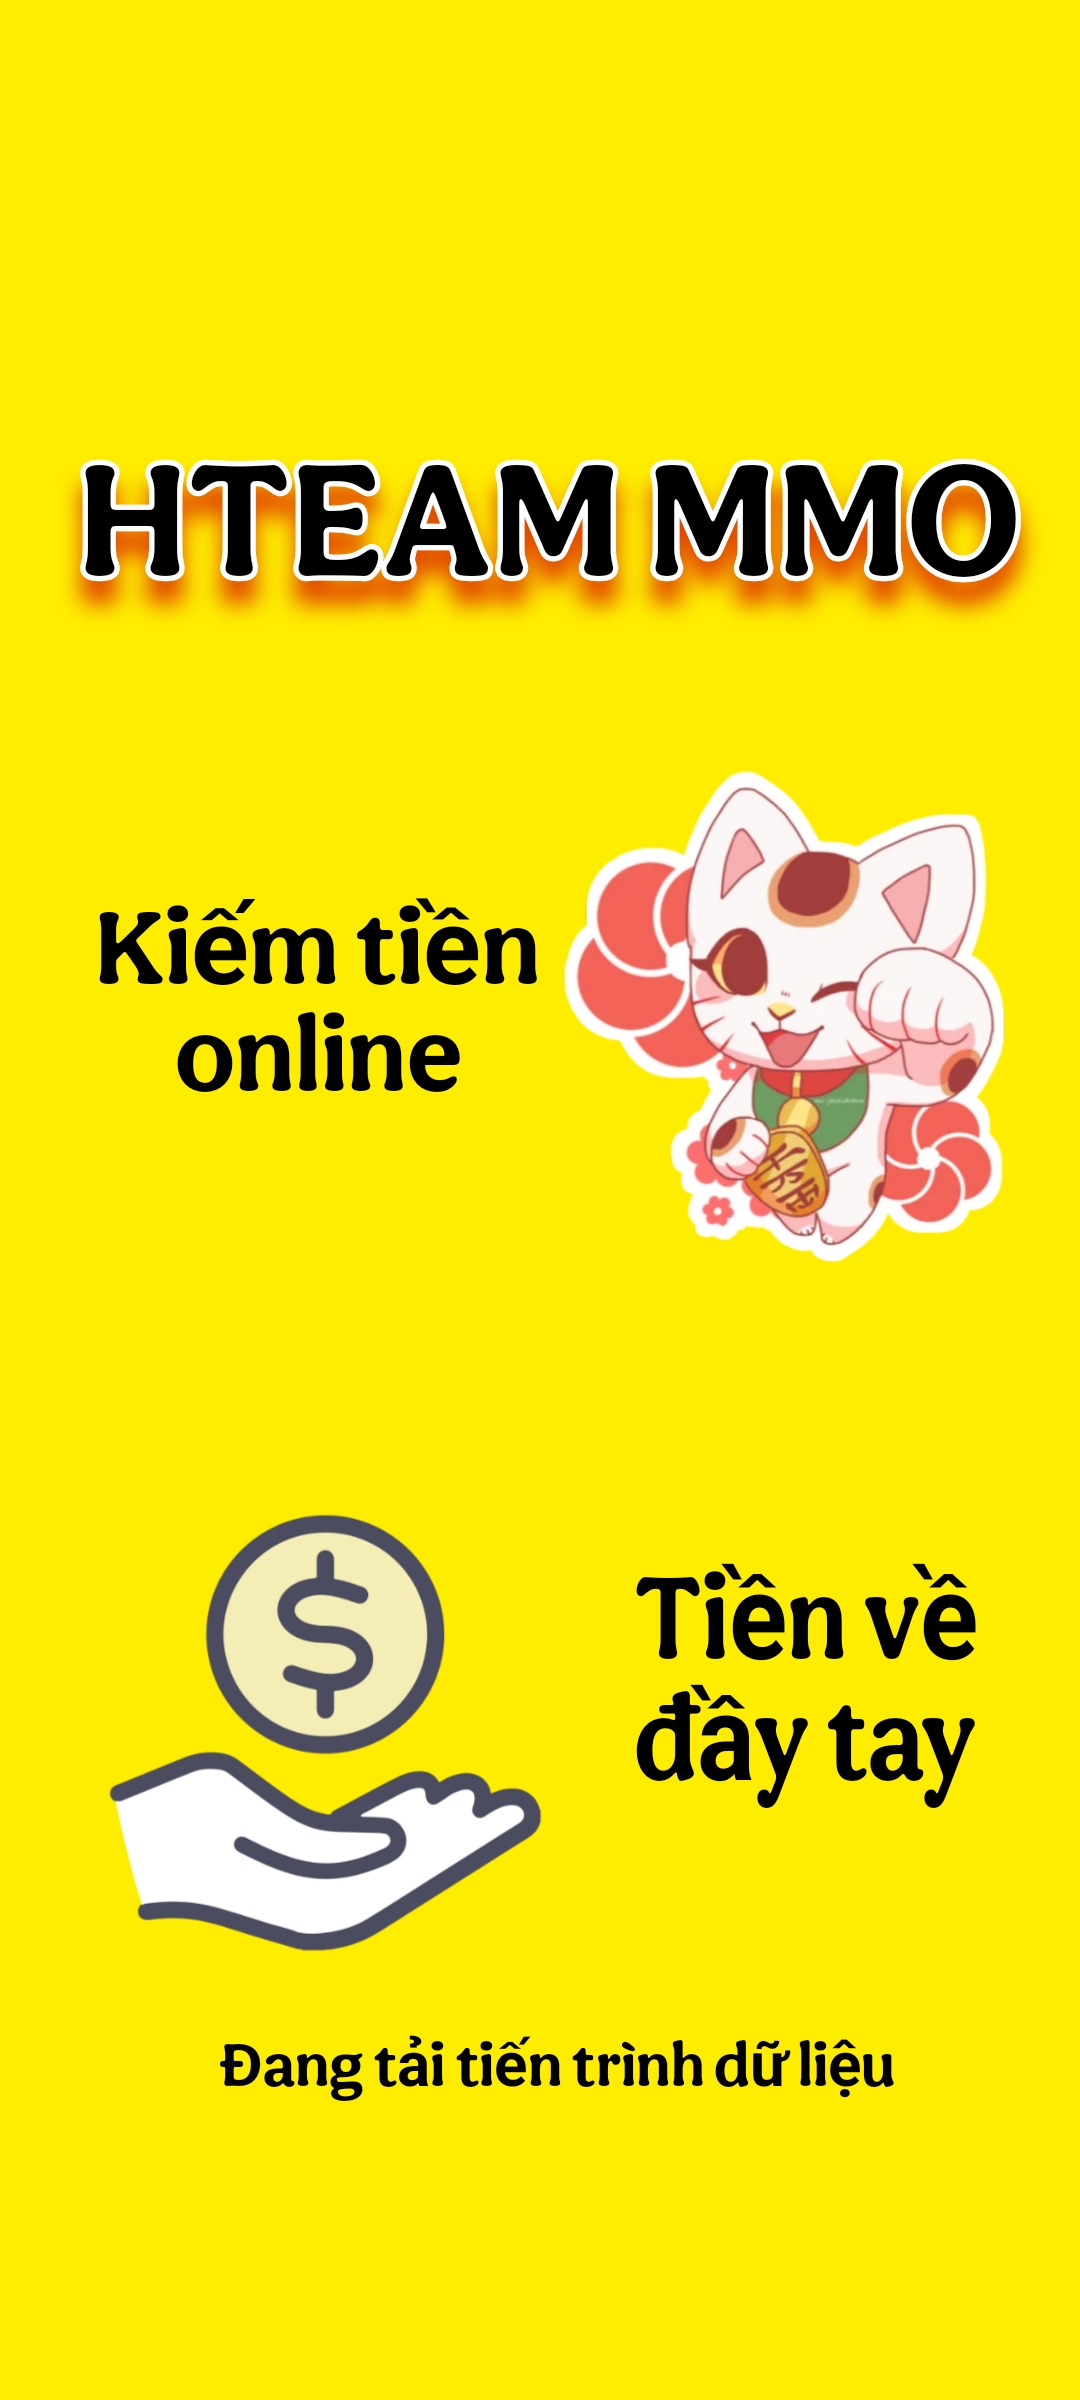 HTEAM MMO
Kiếm tiền
online
Tiền về
đầy tay
Đang tải tiến trình dữ liệu